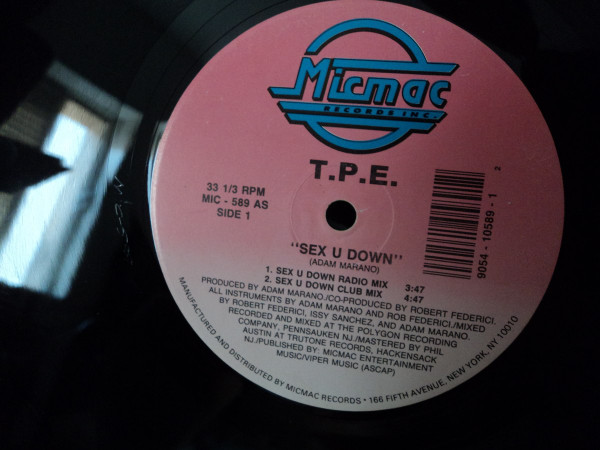 Micmac
RECORDS INC.
T.P.E.
33 1/3 RPM
MIC - 589 AS
SIDE 1
"SEX U DOWN"
(ADAM MARANO)
1. SEX U DOWN RADIO MIX 3:47
2. SEX U DOWN CLUB MIX 4:47
PRODUCED BY ADAM MARANO./CO-PRODUCED BY ROBERT FEDERICI.
ALL INSTRUMENTS BY ADAM MARANO AND ROB FEDERICI/MIXED
BY ROBERT FEDERICI, ISSY SANCHEZ, AND ADAM MARANO.
RECORDED AND MIXED AT THE POLYGON RECORDING
COMPANY, PENNSAUKEN NJ/MASTERED BY PHIL
AUSTIN AT TRUTONE RECORDS, HACKENSACK
NJ/PUBLISHED BY: MICMAC ENTERTAINMENT
MUSIC/VIPER MUSIC (ASCAP)
MANUFACTURED AND DISTRIBUTED BY MICMAC RECORDS • 166 FIFTH AVENUE, NEW YORK, NY 10010
9054 - 10589 - 1
2